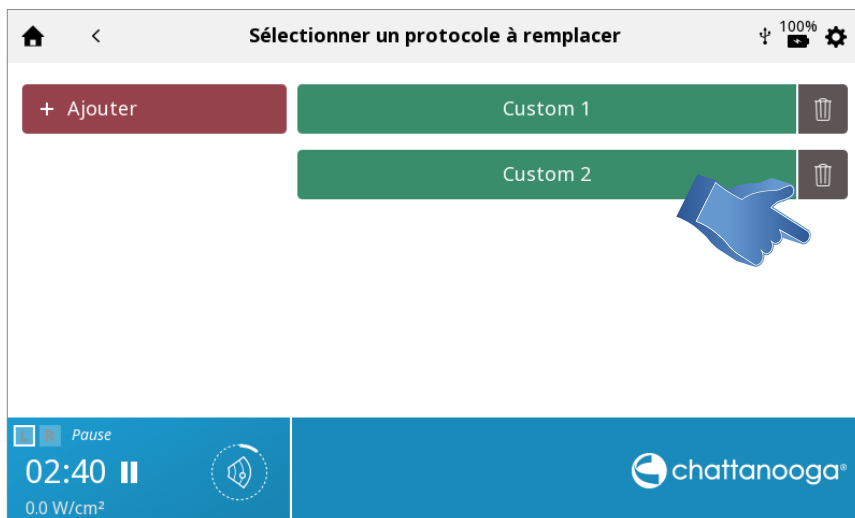 Sélectionner un protocole à remplacer
100%
+ Ajouter
Custom 1
Custom 2
L R Pause
02:40
0.0 W/cm²
chattanooga®